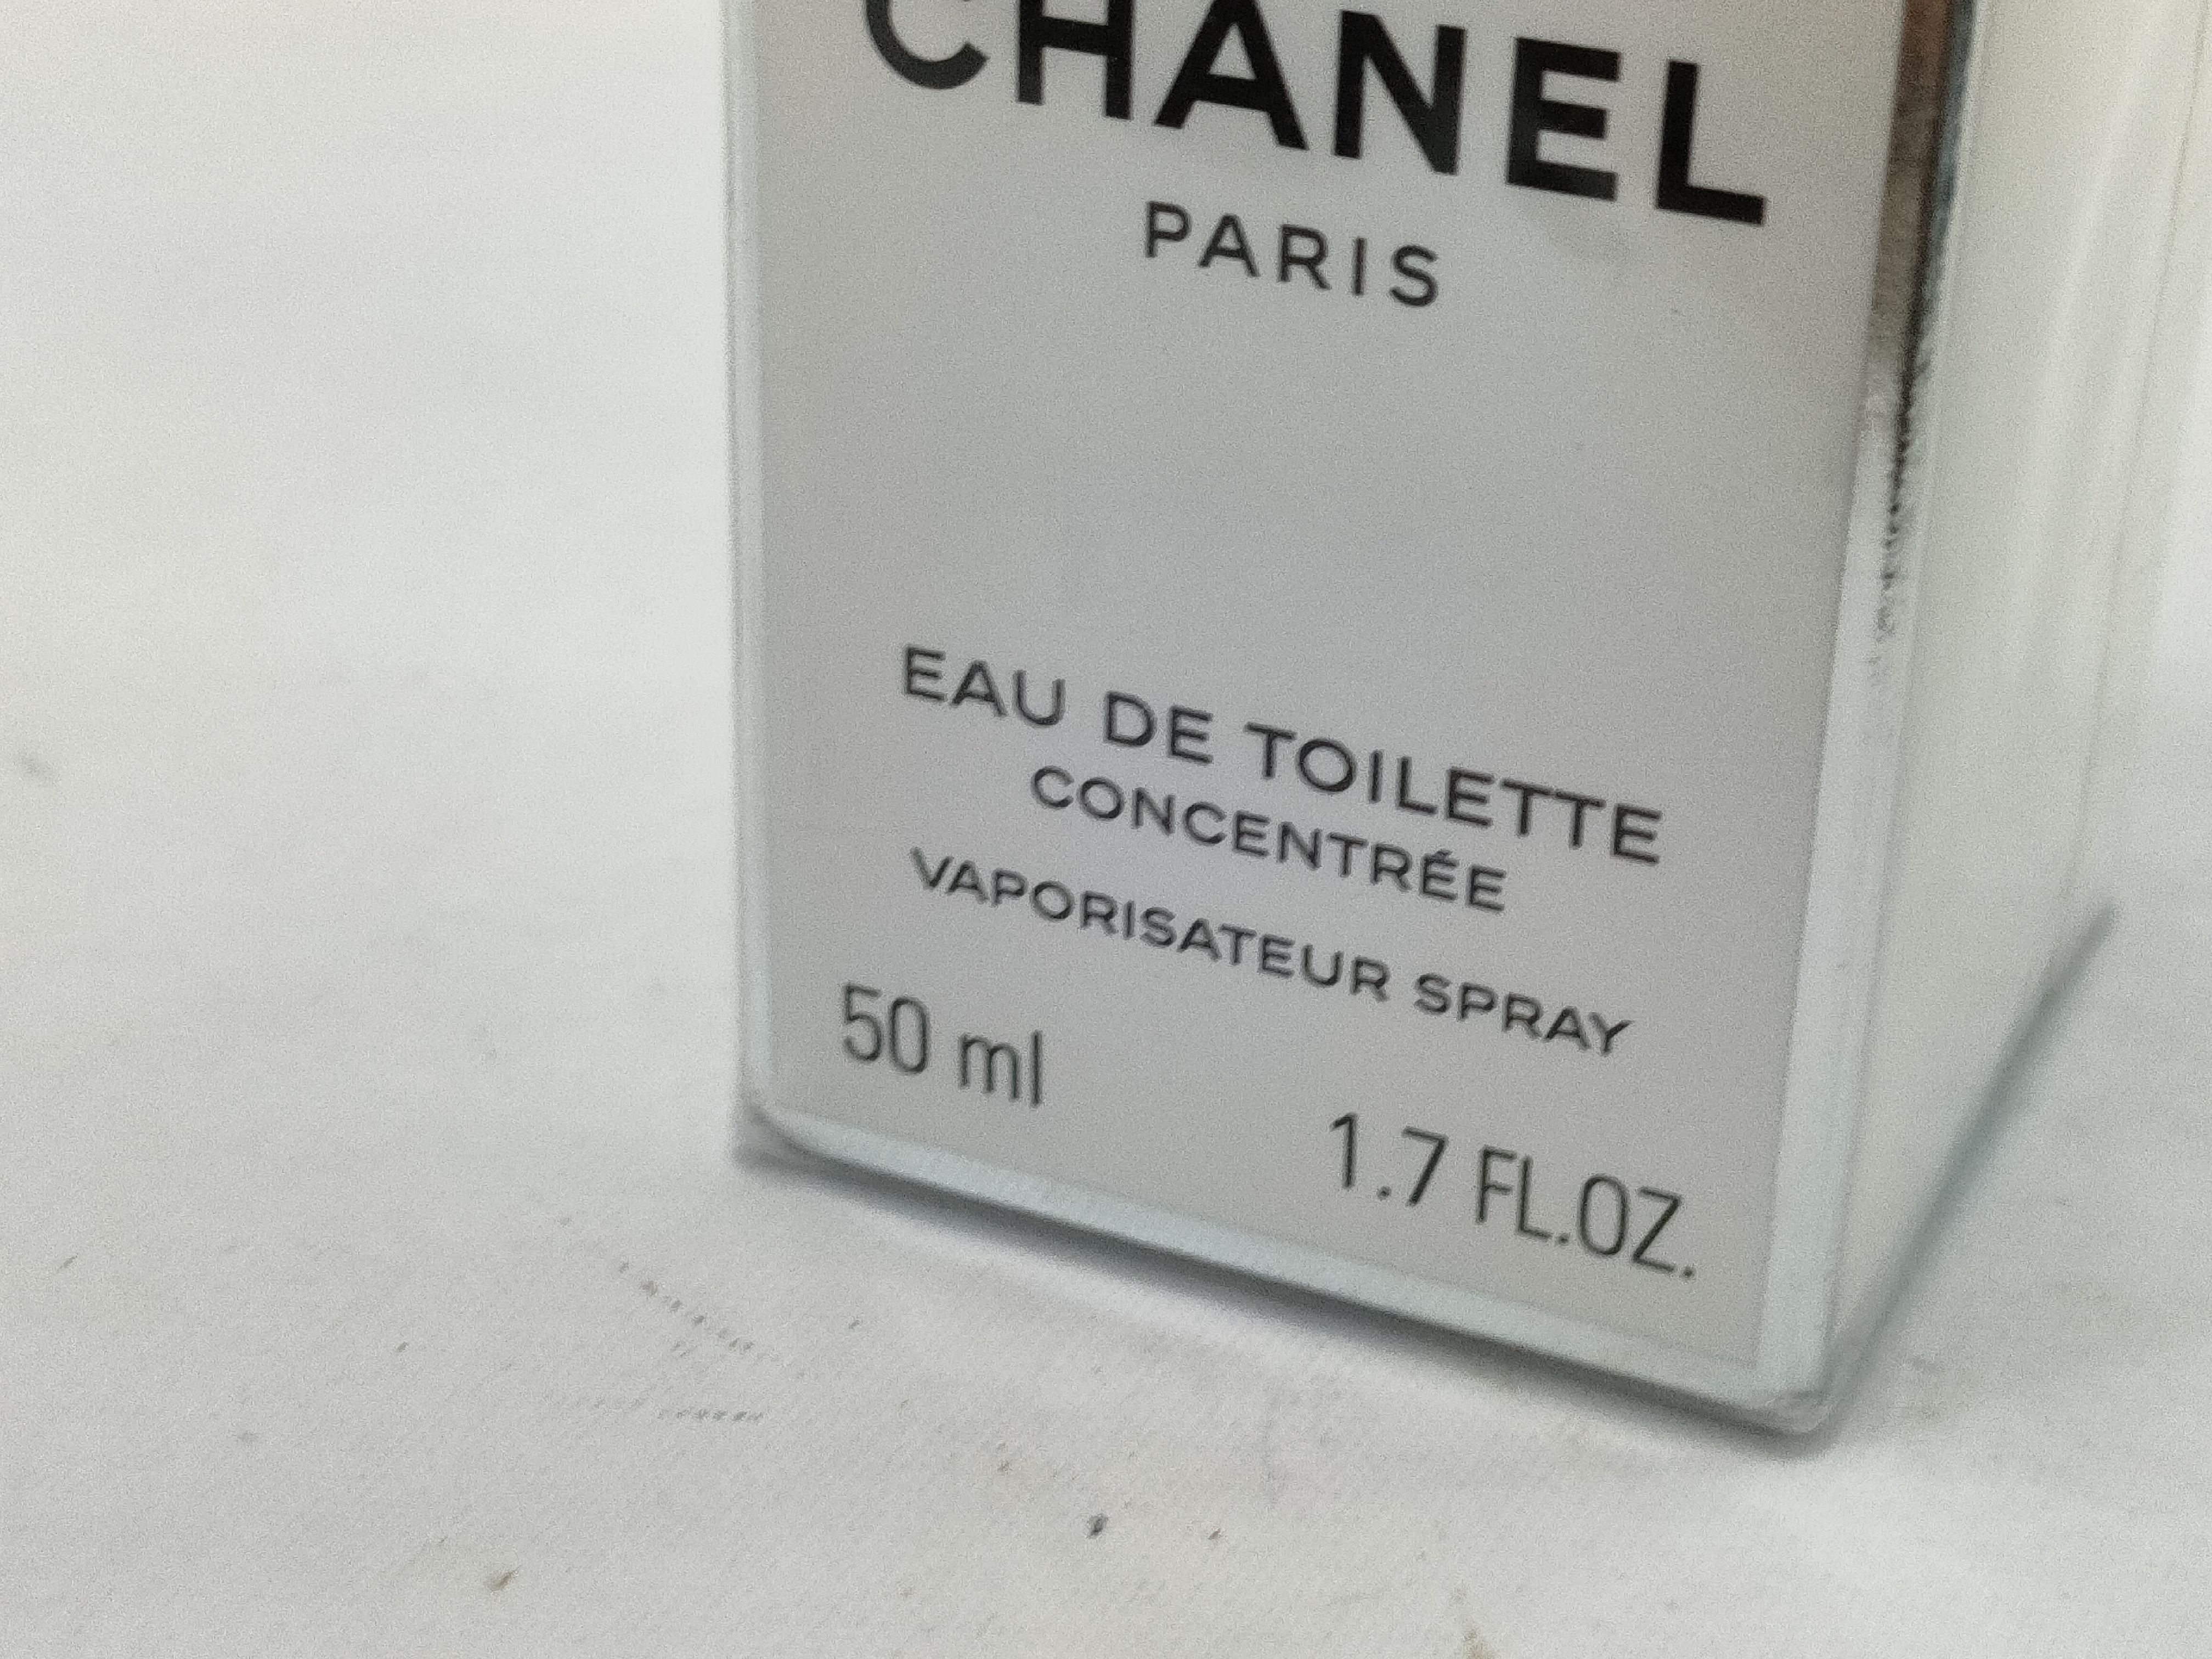 CHANEL
PARIS
EAU DE TOILETTE
CONCENTRÉE
VAPORISATEUR SPRAY
50 ml
1.7 FL.OZ.